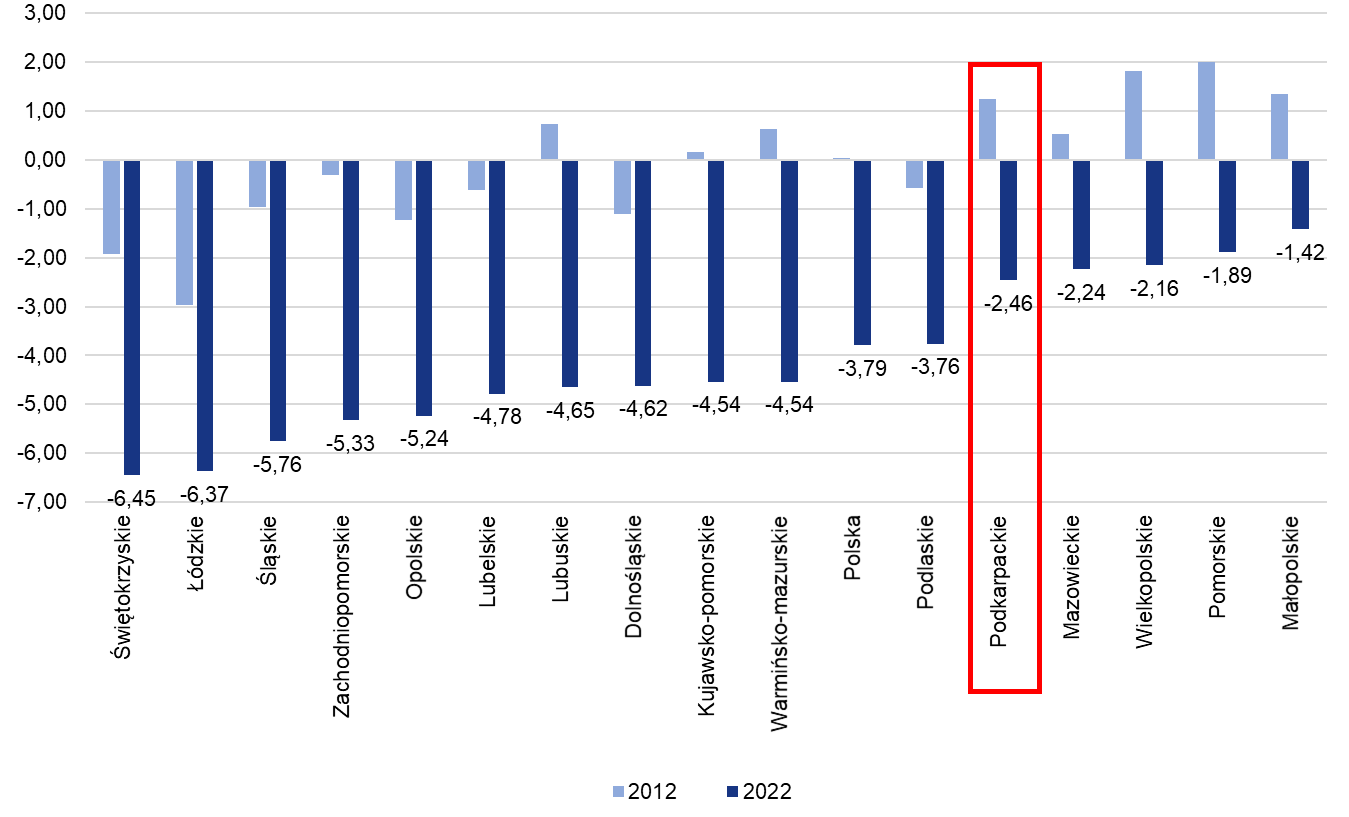 3,00
2,00
1,00
0,00
-1,00
-2,00
-3,00
-4,00
-5,00
-6,00
-7,00
-6,45
-6,37
-5,76
-5,33
-5,24
-4,78
-4,65
-4,62
-4,54
-4,54
-3,79
-3,76
-2,46
-2,24
-2,16
-1,89
-1,42
Świętokrzyskie
Łódzkie
Śląskie
Zachodniopomorskie
Opolskie
Lubelskie
Lubuskie
Dolnośląskie
Kujawsko-pomorskie
Warmińsko-mazurskie
Polska
Podlaskie
Podkarpackie
Mazowieckie
Wielkopolskie
Pomorskie
Małopolskie
2012 2022